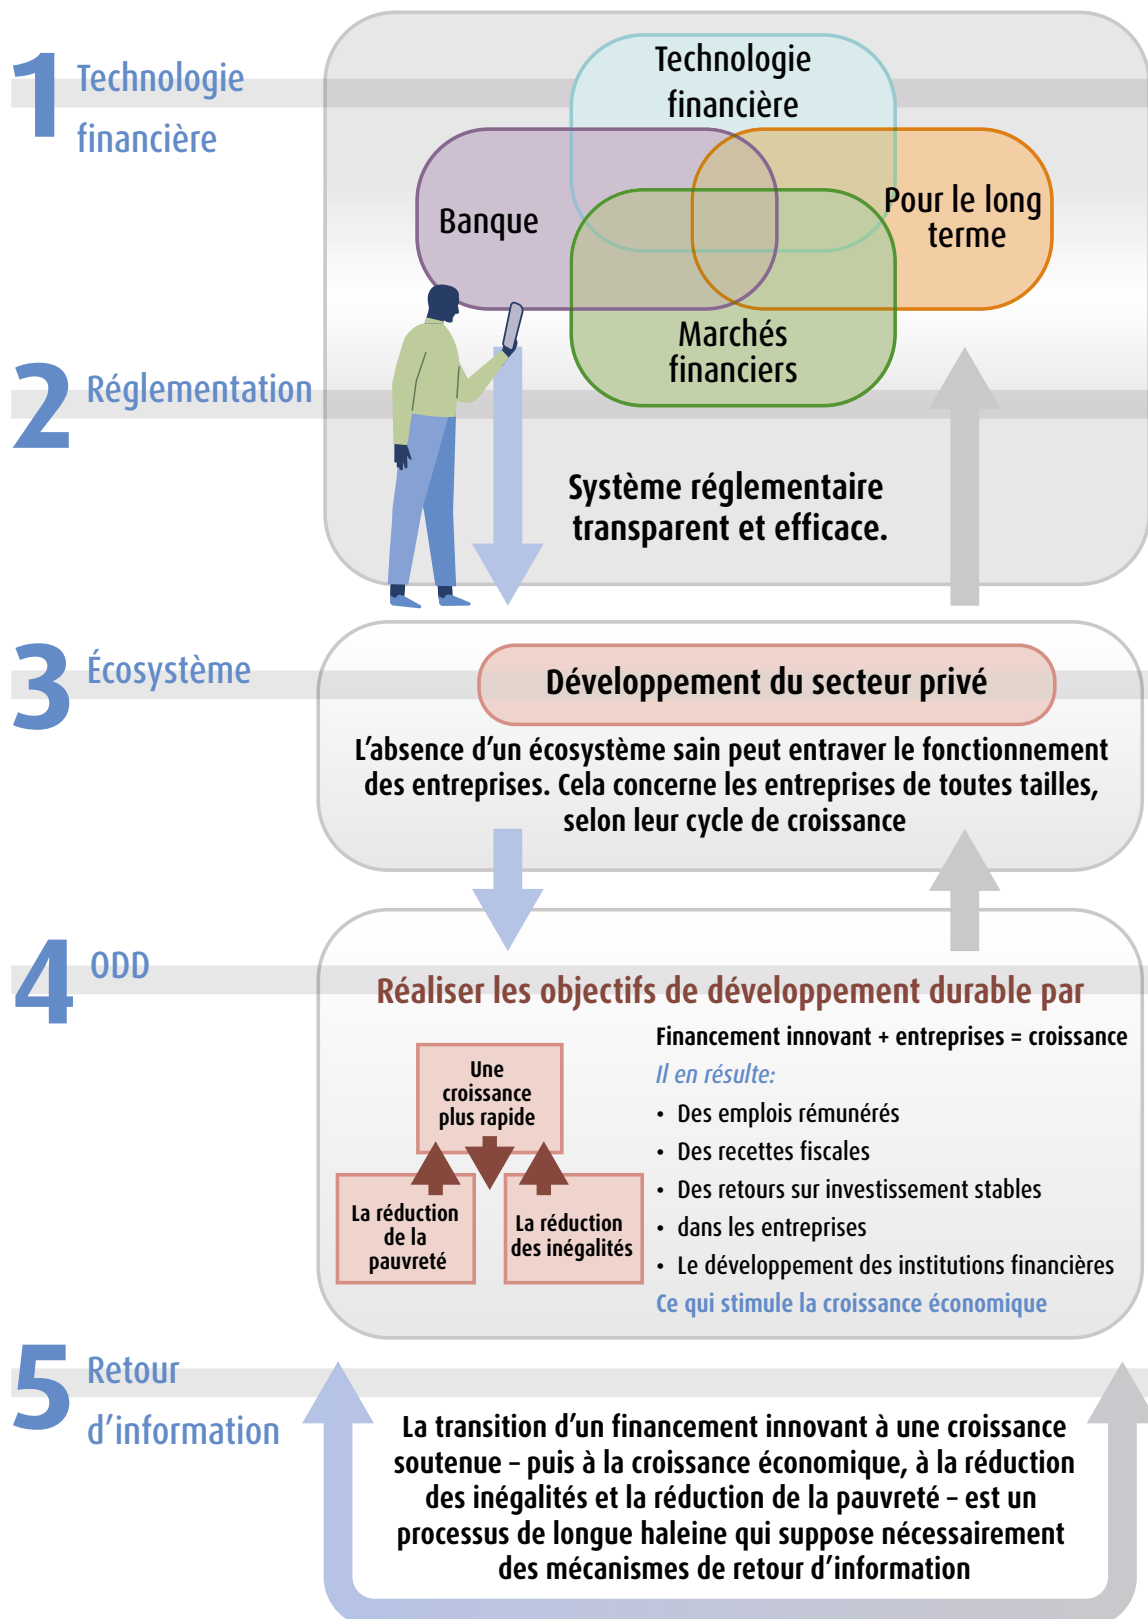 1
Technologie
financière
Technologie
financière
Banque
Pour le long
terme
Marchés
financiers
2
Réglementation
Système réglementaire
transparent et efficace.
3
Écosystème
Développement du secteur privé
L’absence d’un écosystème sain peut entraver le fonctionnement
des entreprises. Cela concerne les entreprises de toutes tailles,
selon leur cycle de croissance
4
ODD
Réaliser les objectifs de développement durable par
Une
croissance
plus rapide
La réduction
de la
pauvreté
La réduction
des inégalités
Financement innovant + entreprises = croissance
Il en résulte:
• Des emplois rémunérés
• Des recettes fiscales
• Des retours sur investissement stables
• dans les entreprises
• Le développement des institutions financières
Ce qui stimule la croissance économique
5
Retour
d’information
La transition d’un financement innovant à une croissance
soutenue – puis à la croissance économique, à la réduction
des inégalités et la réduction de la pauvreté – est un
processus de longue haleine qui suppose nécessairement
des mécanismes de retour d’information